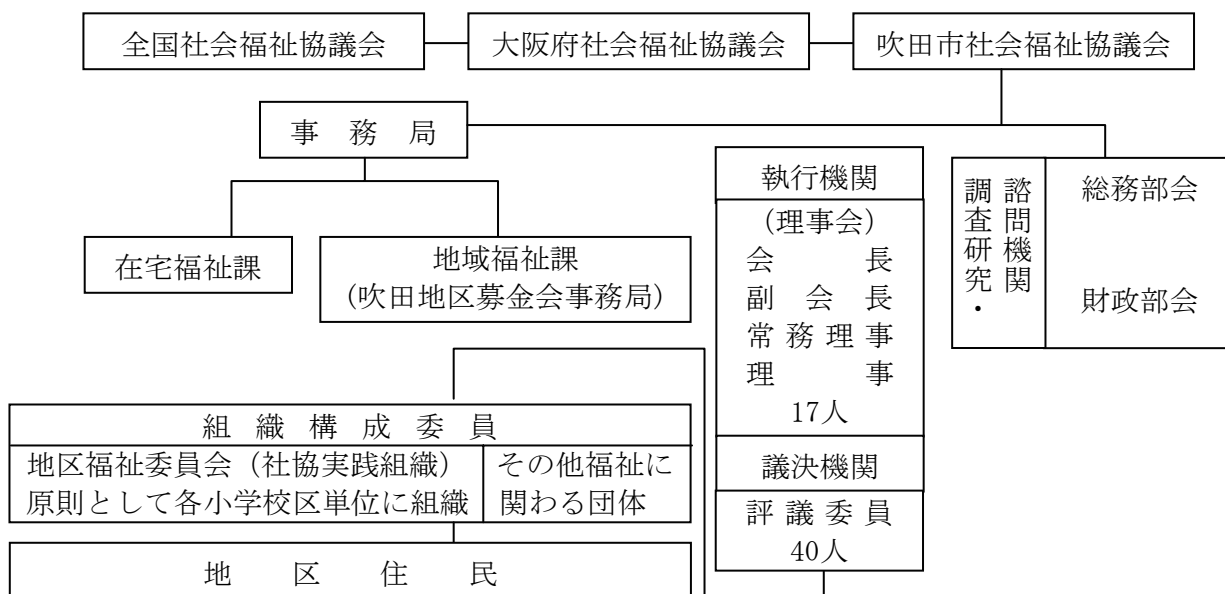 全国社会福祉協議会
大阪府社会福祉協議会
吹田市社会福祉協議会
事務局
在宅福祉課
地域福祉課
(吹田地区募金会事務局)
執行機関
(理事会)
会長
副会長
常務理事
理事
17人
議決機関
評議委員
40人
諮問機関
調査研究・
総務部会
財政部会
組織構成委員
地区福祉委員会（社協実践組織）
原則として各小学校区単位に組織
その他福祉に
関わる団体
地区住民